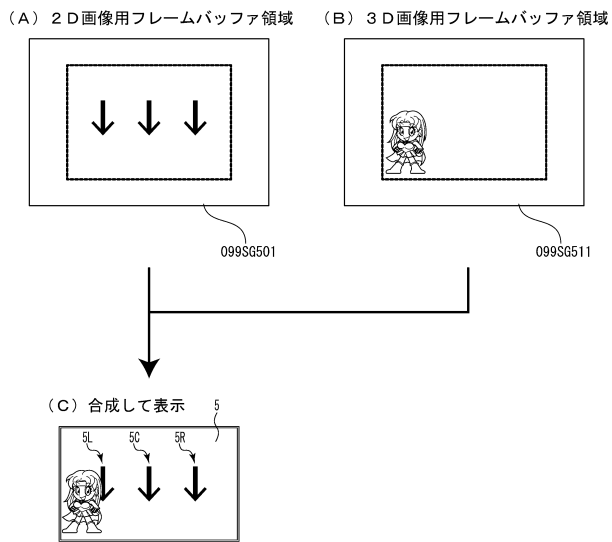 (A) 2D画像用フレームバッファ領域
(B) 3D画像用フレームバッファ領域
099SG501
099SG511
(C) 合成して表示
5
5L
5C
5R